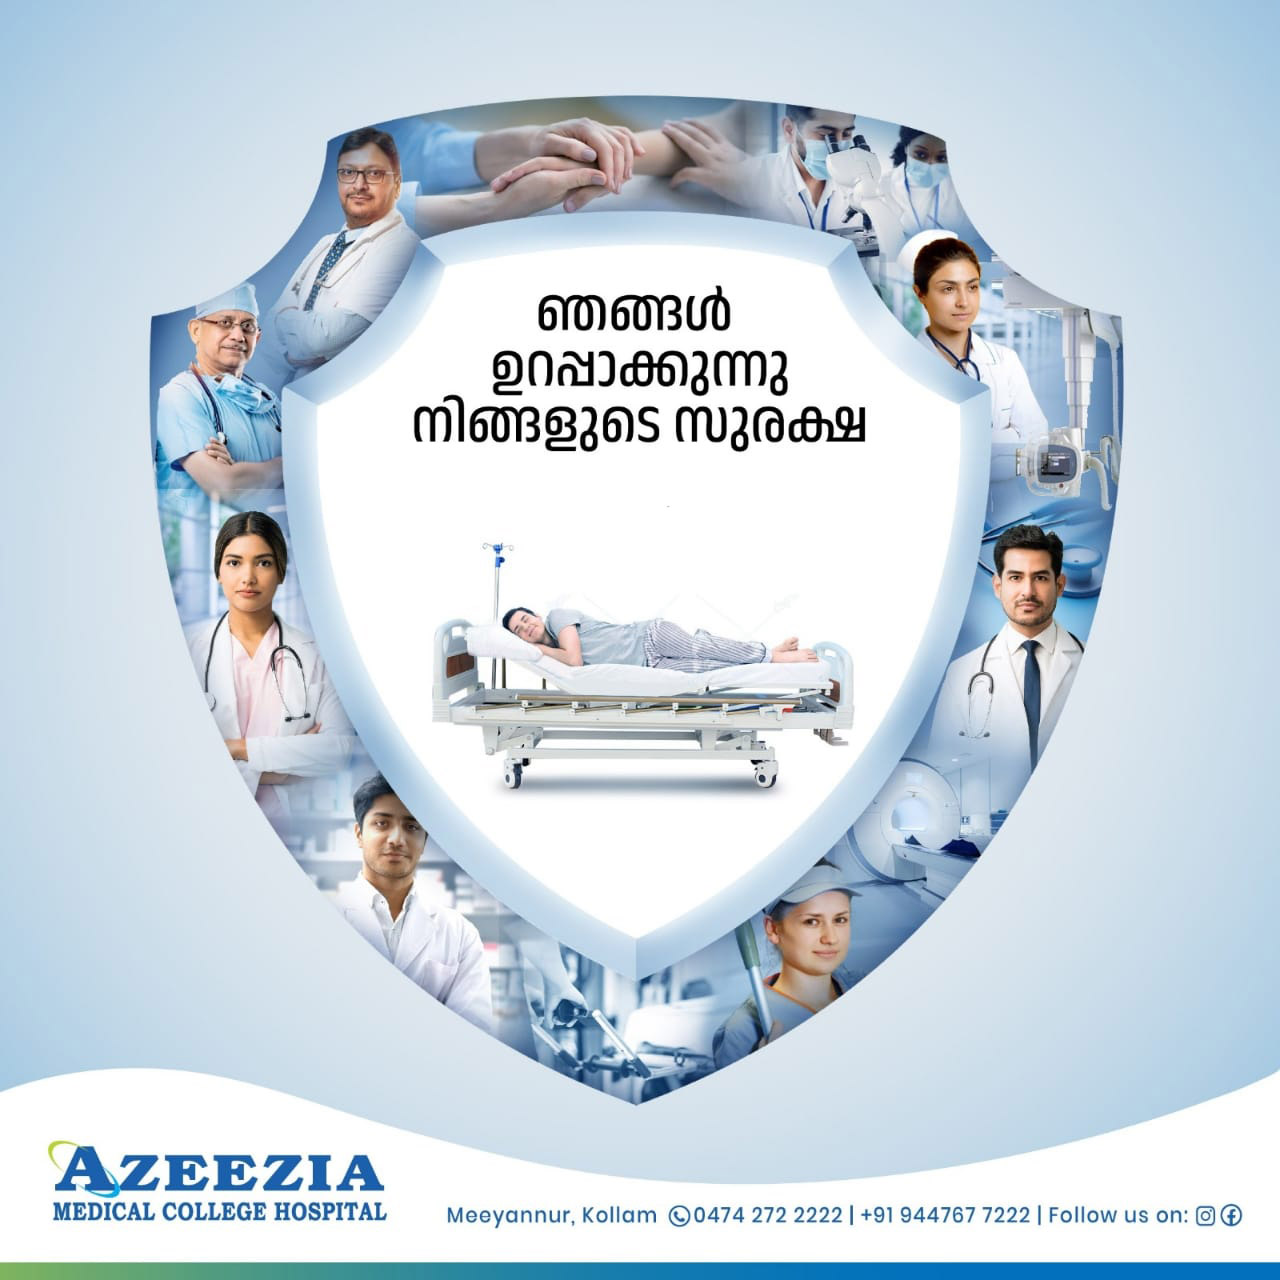 ഞങ്ങൾ
ഉറപ്പാക്കുന്നു
നിങ്ങളുടെ സുരക്ഷ
AZEEZIA
MEDICAL COLLEGE HOSPITAL
Meeyannur, Kollam 0474 272 2222 | +91 944767 7222 | Follow us on: